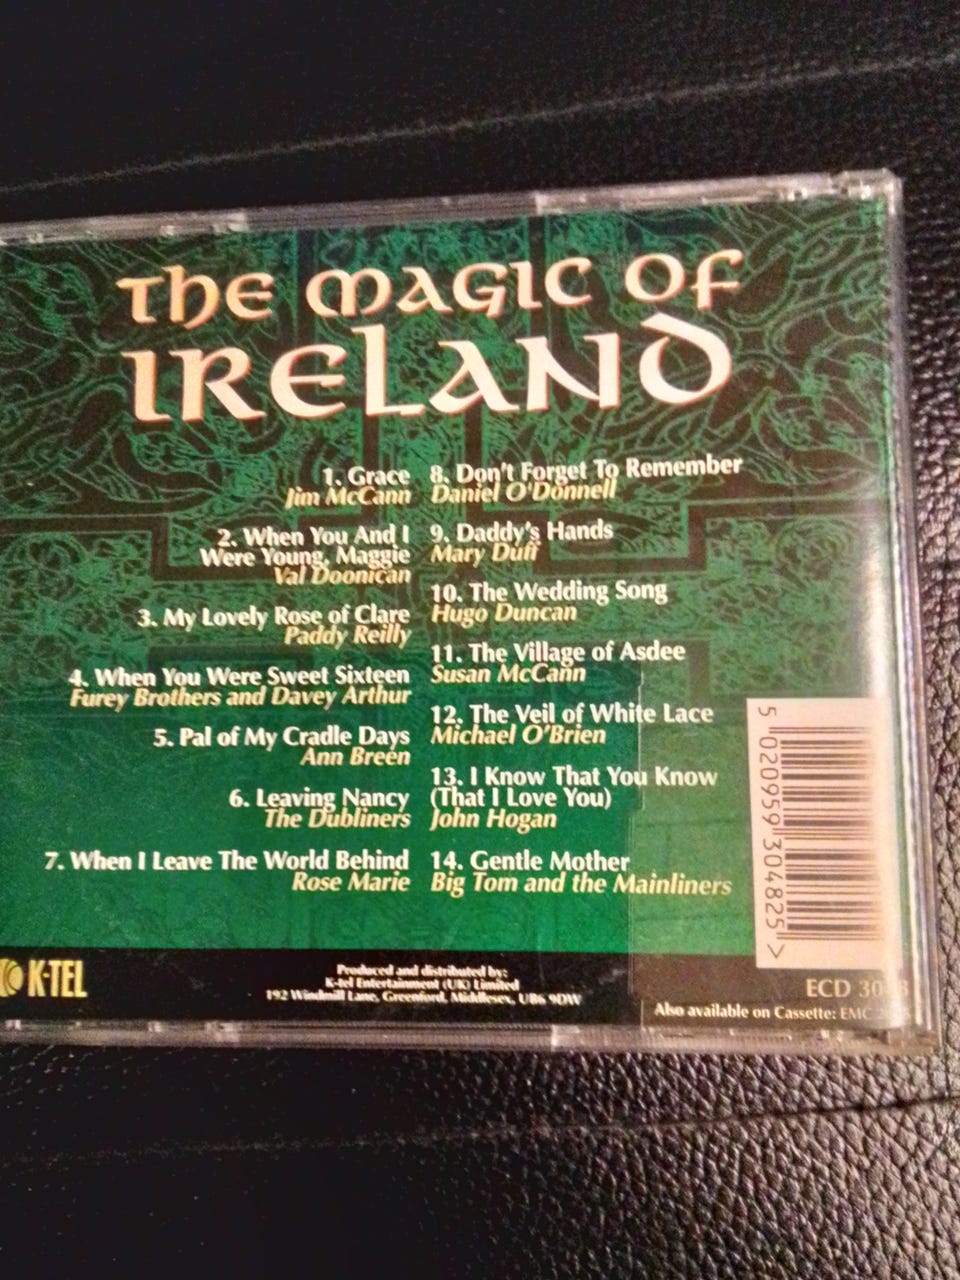 THE MAGIC OF
IRELAND
1. Grace
Jim McCann
2. When You And I
Were Young, Maggie
Val Doonican
3. My Lovely Rose of Clare
Paddy Reilly
4. When You Were Sweet Sixteen
Furey Brothers and Davey Arthur
5. Pal of My Cradle Days
Ann Breen
6. Leaving Nancy
The Dubliners
7. When I Leave The World Behind
Rose Marie
8. Don't Forget To Remember
Daniel O'Donnell
9. Daddy's Hands
Mary Duff
10. The Wedding Song
Hugo Duncan
11. The Village of Asdee
Susan McCann
12. The Veil of White Lace
Michael O'Brien
13. I Know That You Know
(That I Love You)
John Hogan
14. Gentle Mother
Big Tom and the Mainliners
5 020959 304825 >
K-TEL
Produced and distributed by:
K-tel Entertainment (UK) Limited
192 Windmill Lane, Greenford, Middlesex, UB6 9DW
ECD
Also available on Cassette: EMC